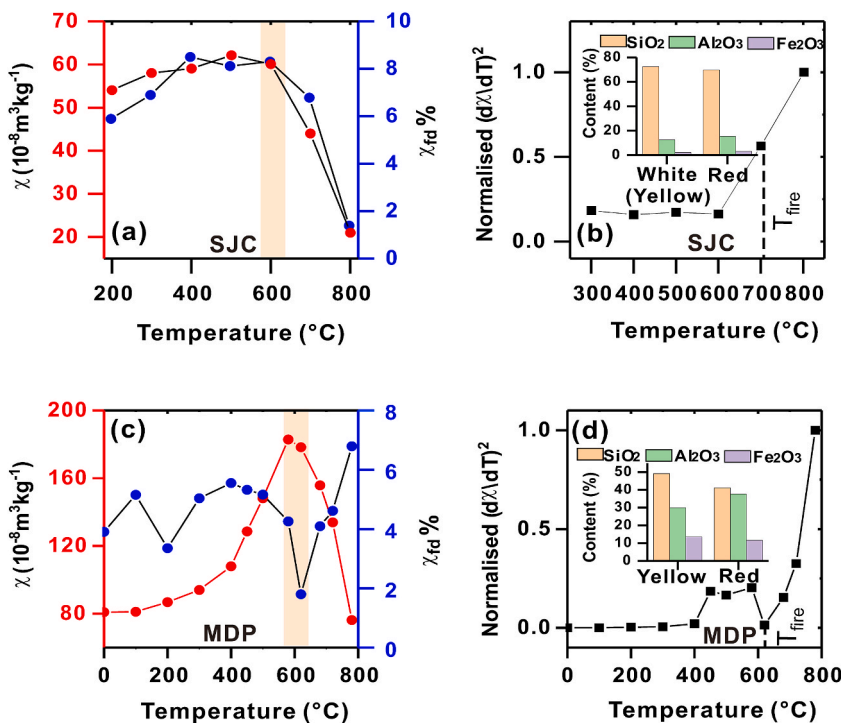 70
60
50
40
30
20
χ (10⁻⁸m³kg⁻¹)
(a)
SJC
10
8
6
4
2
0
χfd %
200 400 600 800
Temperature (°C)
1.0
0.5
0.0
Normalised (dχ\dT)²
SiO₂ Al₂O₃ Fe₂O₃
80
60
40
20
0
Content (%)
White Red
(Yellow)
(b)
SJC
Tfire
300 400 500 600 700 800
Temperature (°C)
200
160
120
80
χ (10⁻⁸m³kg⁻¹)
(c)
MDP
8
6
4
2
0
χfd %
0 200 400 600 800
Temperature (°C)
1.0
0.5
0.0
Normalised (dχ\dT)²
(d)
SiO₂ Al₂O₃ Fe₂O₃
50
40
30
20
10
0
Content (%)
Yellow Red
MDP
Tfire
0 200 400 600 800
Temperature (°C)